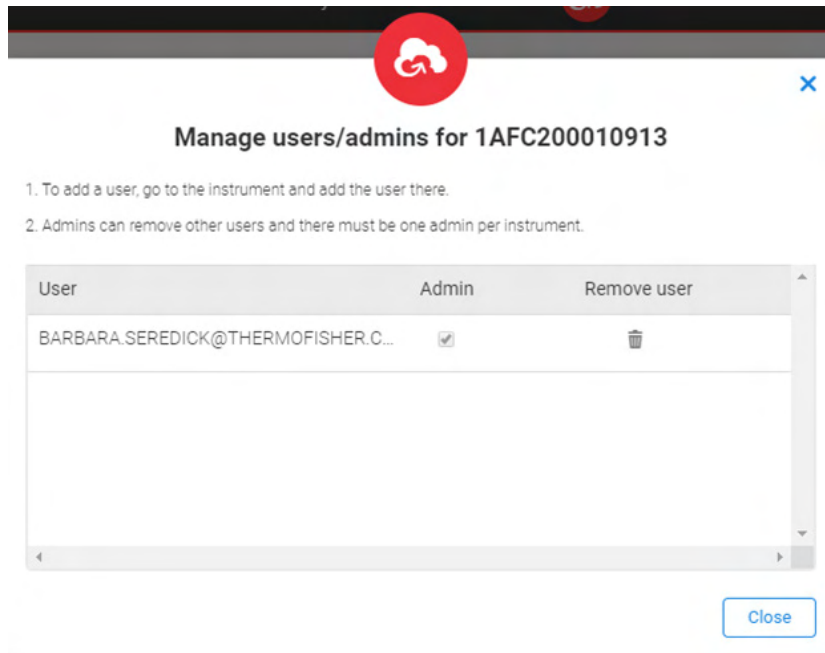 Manage users/admins for 1AFC200010913
1. To add a user, go to the instrument and add the user there.
2. Admins can remove other users and there must be one admin per instrument.
User Admin Remove user
BARBARA.SEREDICK@THERMOFISHER.C...
Close